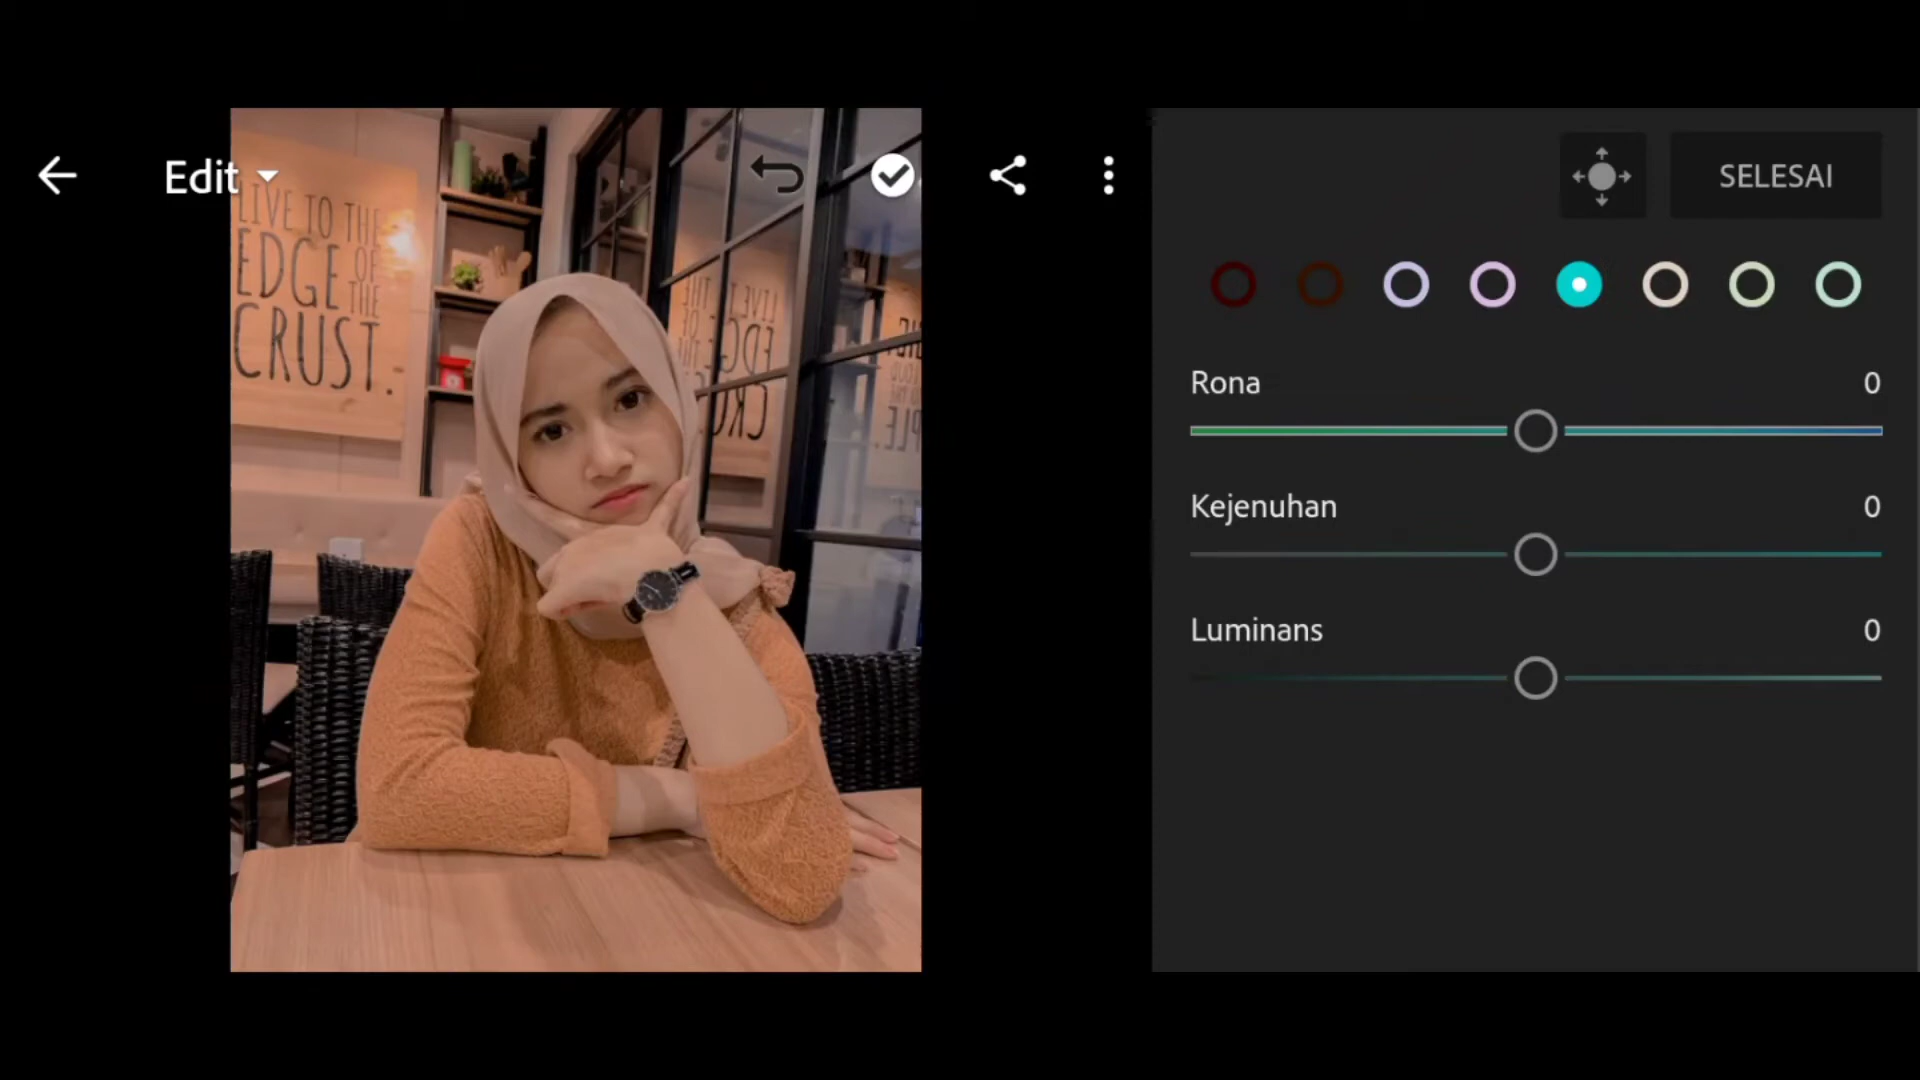 Edit
SELESAI
LIVE TO THE
EDGE OF
THE
CRUST.
Rona 0
Kejenuhan 0
Luminans 0